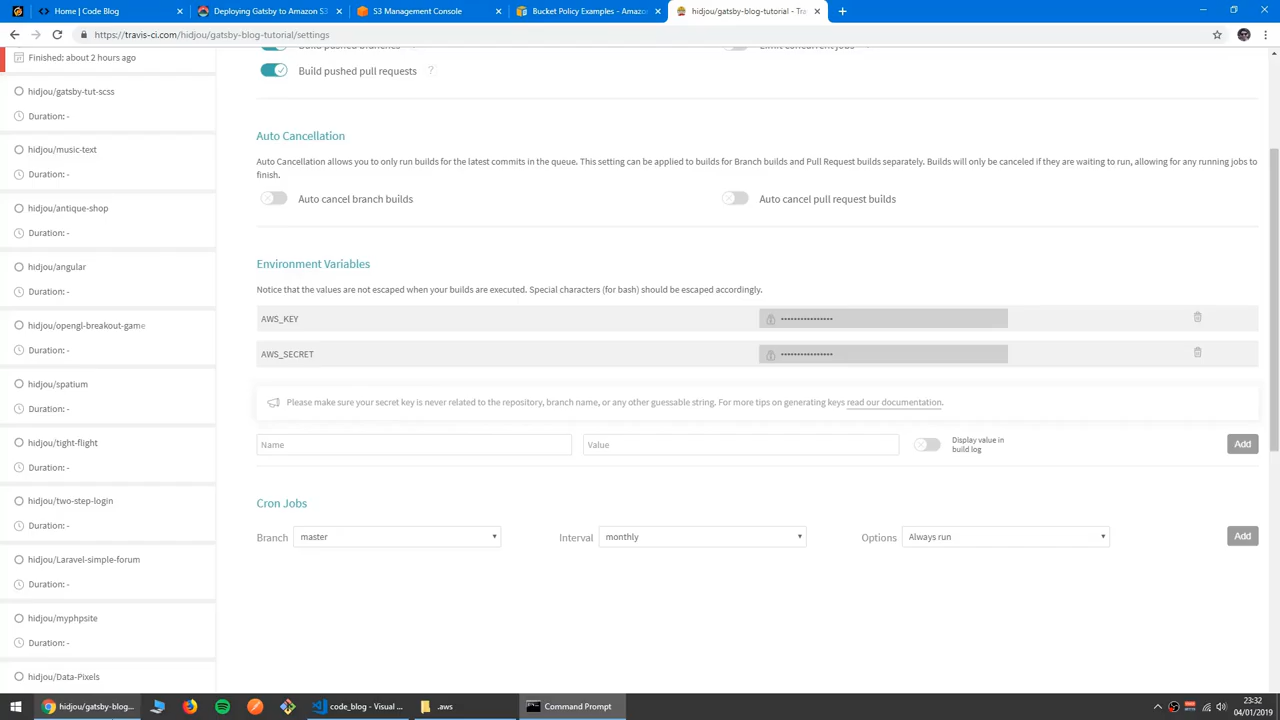 Home | Code Blog
Deploying Gatsby S3
S3 Management Console
Bucket Policy Examples - Amazo
hidjou/gatsby-blog-tutorial - Tra
https://travis-ci.com/hidjou/gatsby-blog-tutorial/settings
Finished: about 2 hours ago
hidjou/gatsby-tut-scss
Duration: -
hidjou/music-text
Duration: -
hidjou/antique-shop
Duration: -
hidjou/angular
Duration: -
hidjou/opengl-breakout-game
Duration: -
hidjou/spatium
Duration: -
hidjou/tight-flight
Duration: -
hidjou/two-step-login
Duration: -
hidjou/Laravel-simple-forum
Duration: -
hidjou/myphpsite
Duration: -
hidjou/Data-Pixels
Build pushed branches
Limit concurrent jobs
Build pushed pull requests ?
Auto Cancellation
Auto Cancellation allows you to only run builds for the latest commits in the queue. This setting can be applied to builds for Branch builds and Pull Request builds separately. Builds will only be canceled if they are waiting to run, allowing for any running jobs to
finish.
Auto cancel branch builds
Auto cancel pull request builds
Environment Variables
Notice that the values are not escaped when your builds are executed. Special characters (for bash) should be escaped accordingly.
AWS_KEY ••••••••••••••••
AWS_SECRET ••••••••••••••••
Please make sure your secret key is never related to the repository, branch name, or any other guessable string. For more tips on generating keys read our documentation.
Name
Value
Display value in
build log
Add
Cron Jobs
Branch master
Interval monthly
Options Always run
Add
hidjou/gatsby-blog...
code_blog - Visual ...
.aws
Command Prompt
23:32
04/01/2019